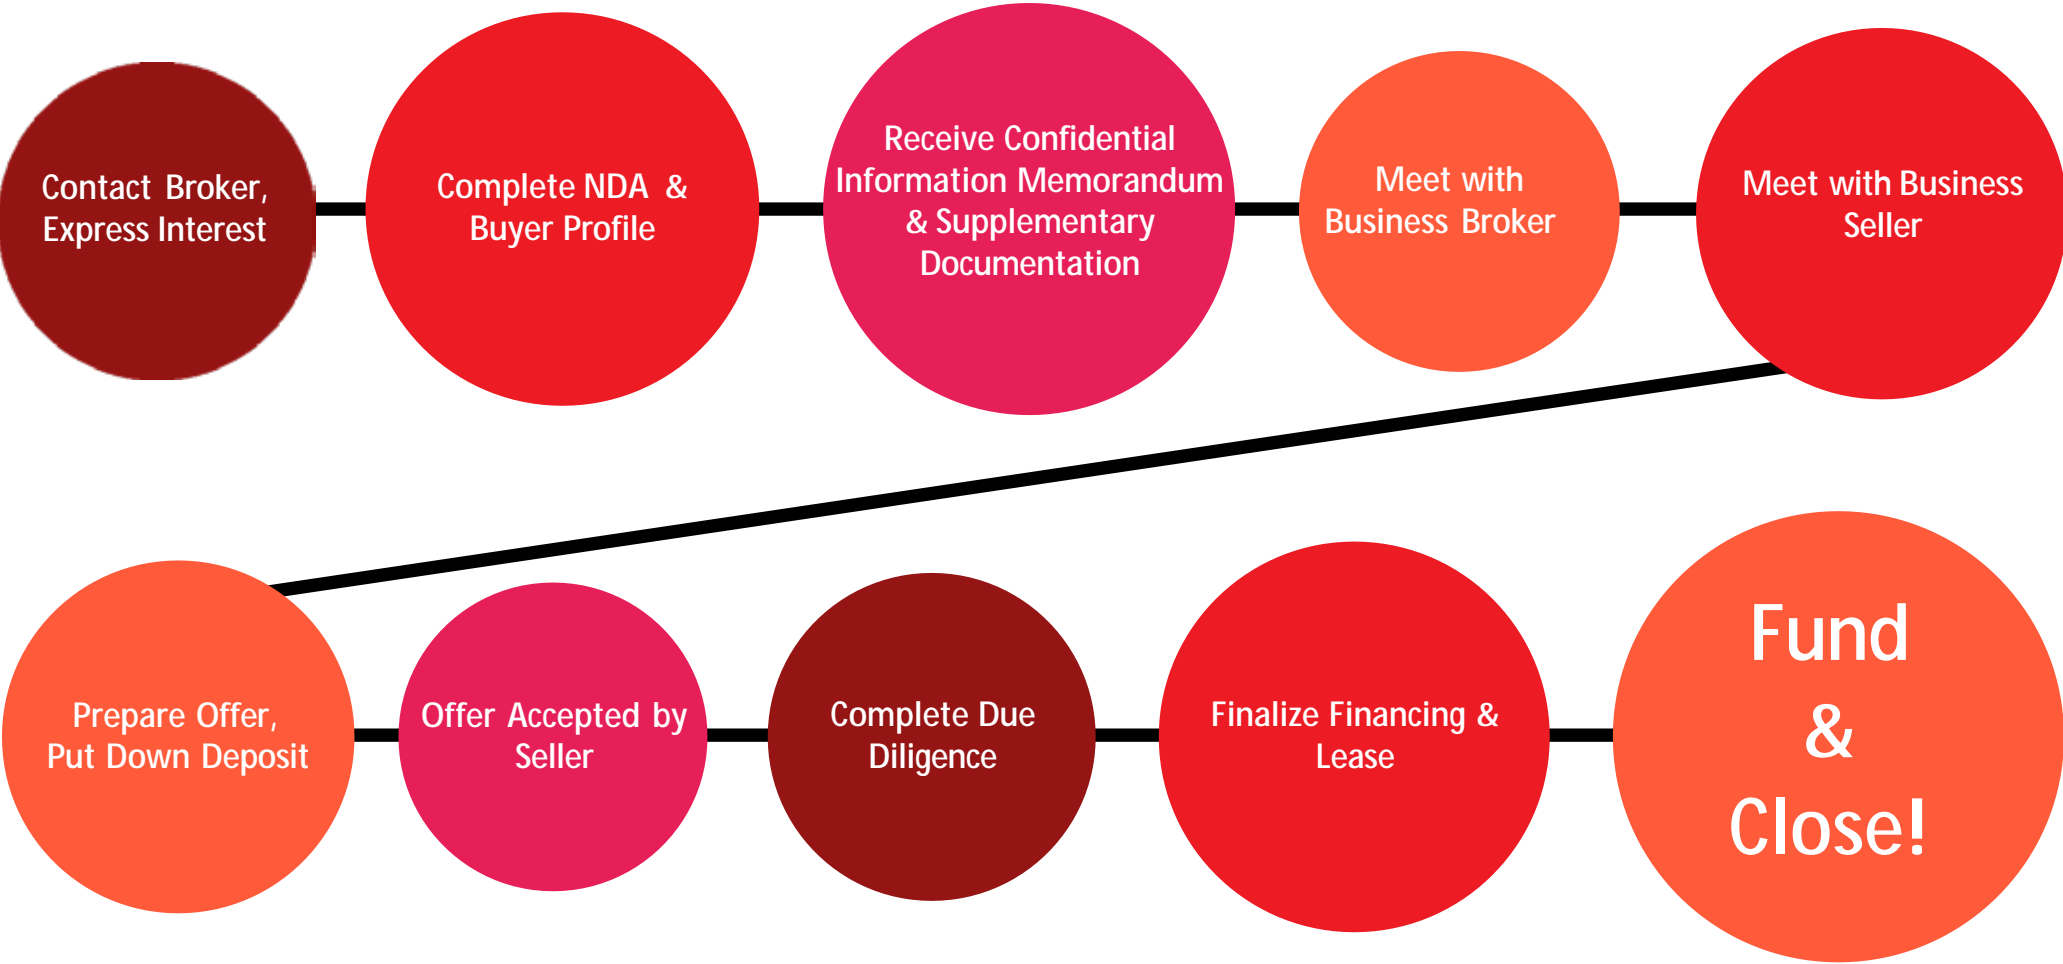 Contact Broker,
Express Interest
Complete NDA &
Buyer Profile
Receive Confidential
Information Memorandum
& Supplementary
Documentation
Meet with
Business Broker
Meet with Business
Seller
Prepare Offer,
Put Down Deposit
Offer Accepted by
Seller
Complete Due
Diligence
Finalize Financing &
Lease
Fund
&
Close!